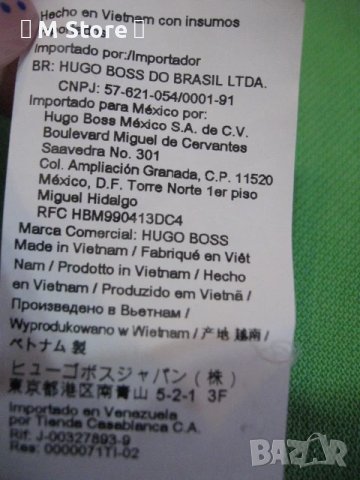 M Store
Hecho en Vietnam con insumos
Importado por:/Importador
BR: HUGO BOSS DO BRASIL LTDA.
CNPJ: 57-621-054/0001-91
Importado para México por:
Hugo Boss México S.A. de C.V.
Boulevard Miguel de Cervantes
Saavedra No. 301
Col. Ampliación Granada, C.P. 11520
México, D.F. Torre Norte 1er piso
Miguel Hidalgo
RFC HBM990413DC4
Marca Comercial: HUGO BOSS
Made in Vietnam / Fabriqué en Viêt
Nam / Prodotto in Vietnam / Hecho
en Vietnam / Produzido em Vietnã /
Произведено в Вьетнам /
Wyprodukowano w Wietnam / 产地 越南 /
ベトナム 製
ヒューゴボスジャパン（株）
東京都港区南青山 5-2-1 3F
Importado en Venezuela
por Tienda Casablanca C.A.
Rif: J-00327893-9
Res: 0000071TI-02
BAZAR